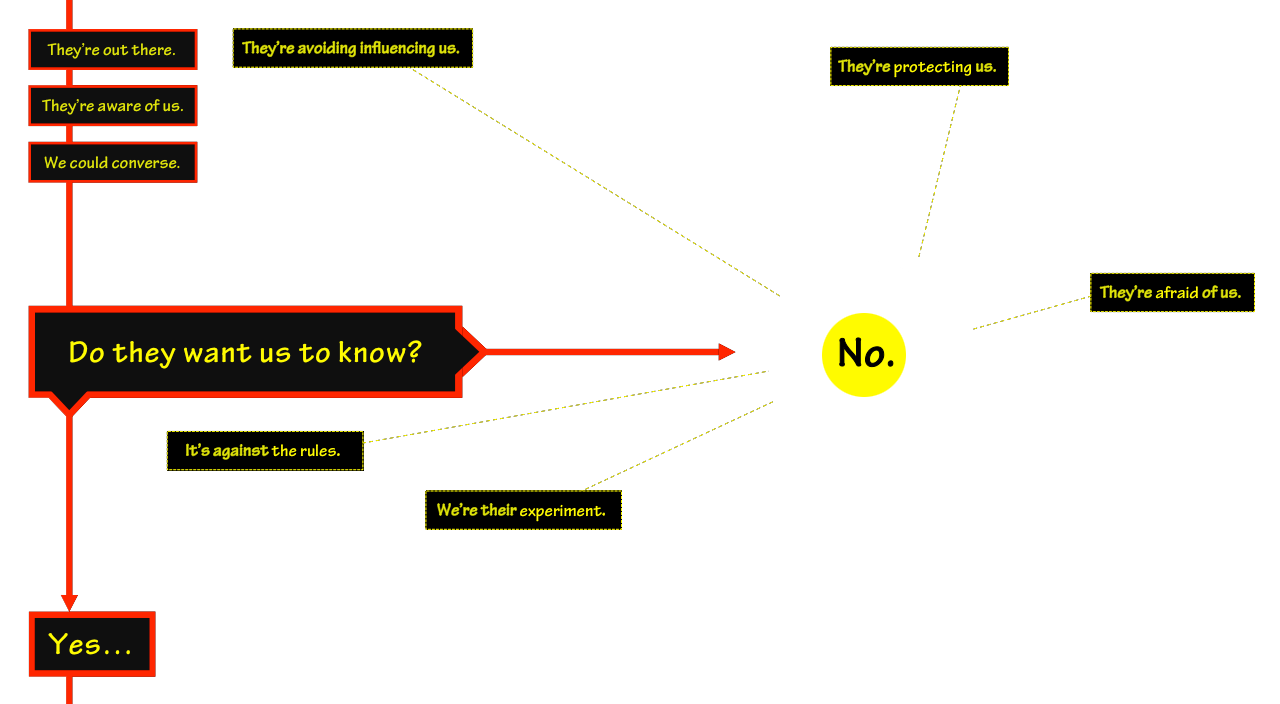 They're out there.
They're aware of us.
We could converse.
They're avoiding influencing us.
They're protecting us.
They're afraid of us.
Do they want us to know?
No.
It's against the rules.
We're their experiment.
Yes...